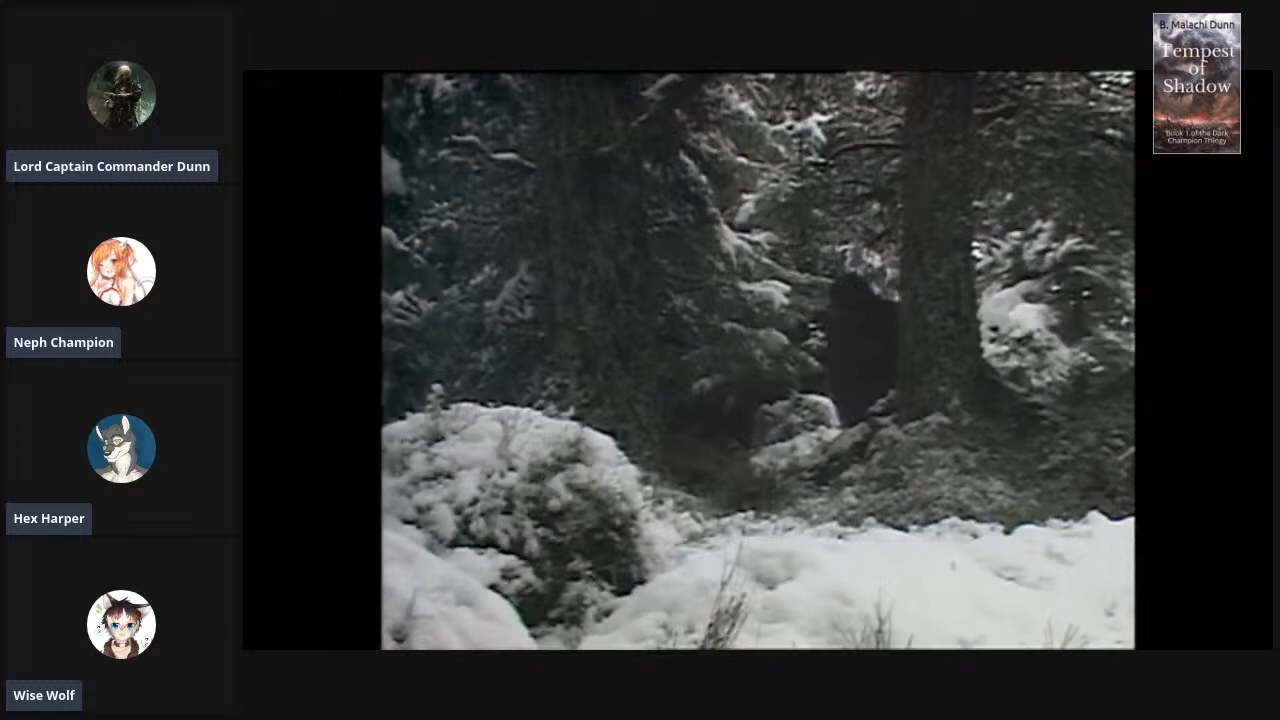 Lord Captain Commander Dunn
Neph Champion
Hex Harper
Wise Wolf
B. Malachi Dunn
Tempest
of
Shadow
Book 1 of the Dark
Champion Trilogy